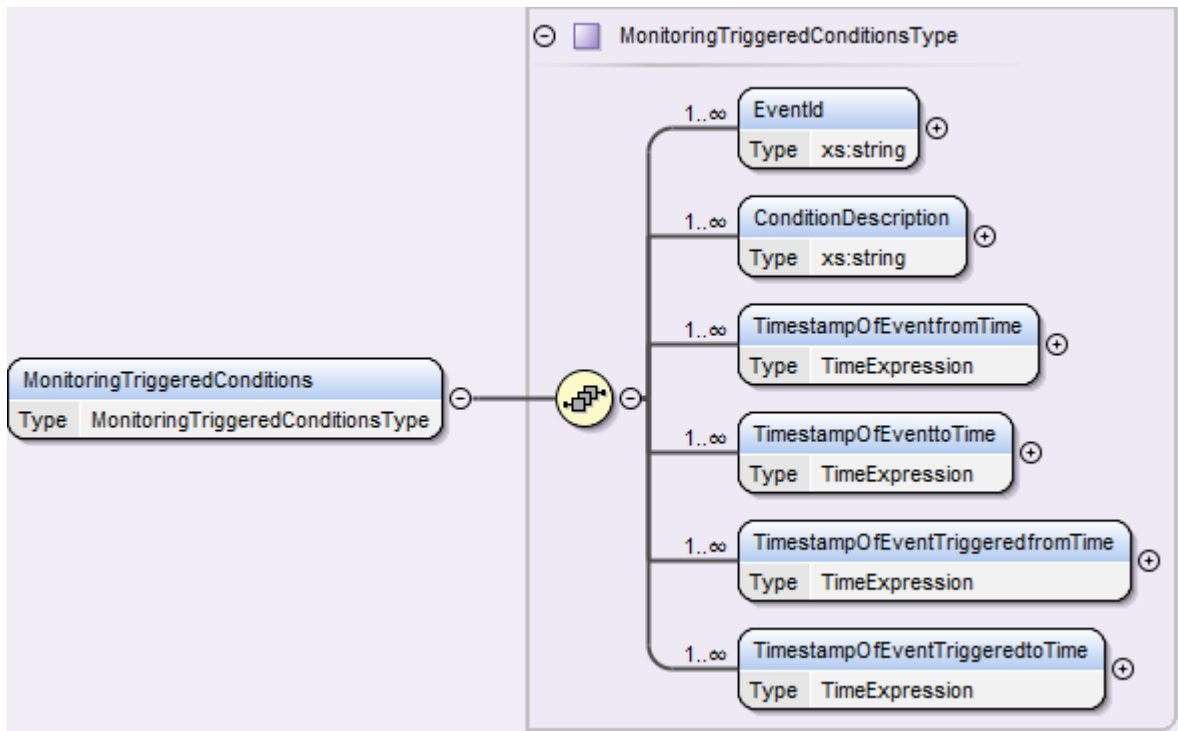 MonitoringTriggeredConditionsType
1..∞
EventId
Type xs:string
1..∞
ConditionDescription
Type xs:string
1..∞
TimestampOfEventfromTime
Type TimeExpression
MonitoringTriggeredConditions
Type MonitoringTriggeredConditionsType
1..∞
TimestampOfEventtoTime
Type TimeExpression
1..∞
TimestampOfEventTriggeredfromTime
Type TimeExpression
1..∞
TimestampOfEventTriggeredtoTime
Type TimeExpression